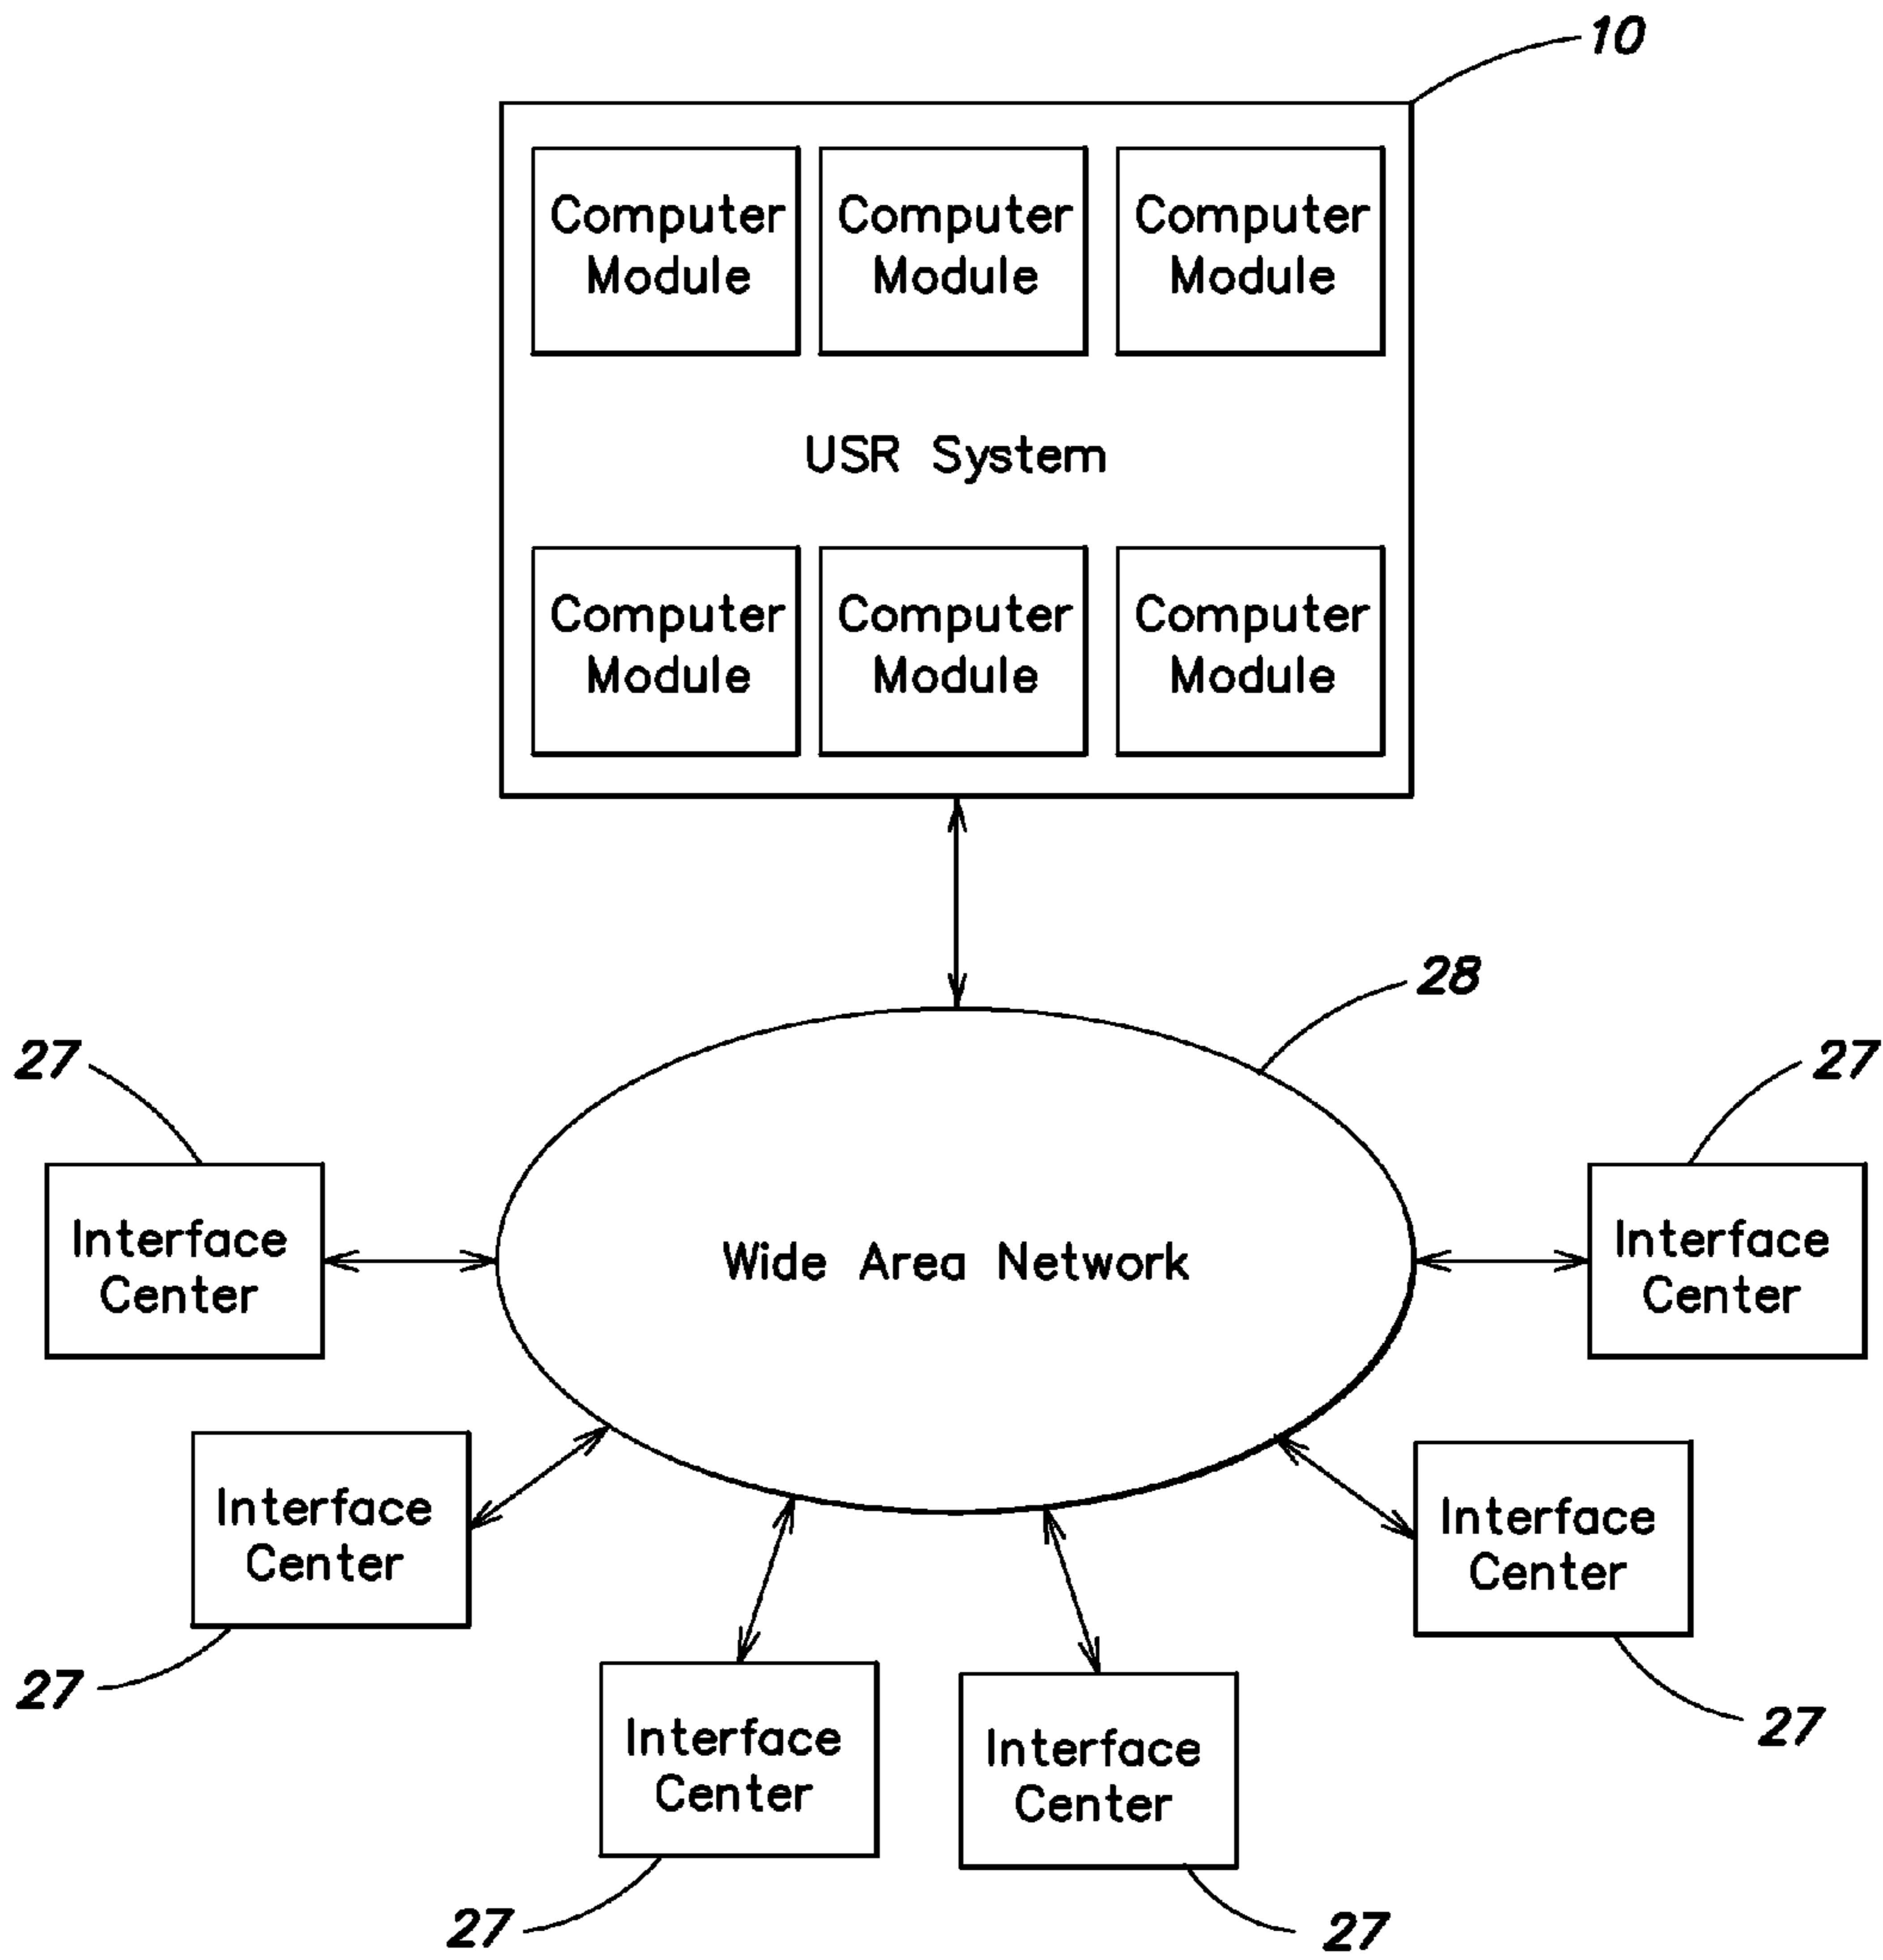 10
Computer Computer Computer
Module Module Module
USR System
Computer Computer Computer
Module Module Module
28
27
27
Interface
Center
Wide Area Network
Interface
Center
Interface
Center
27
Interface
Center
27
Interface
Center
27
Interface
Center
27